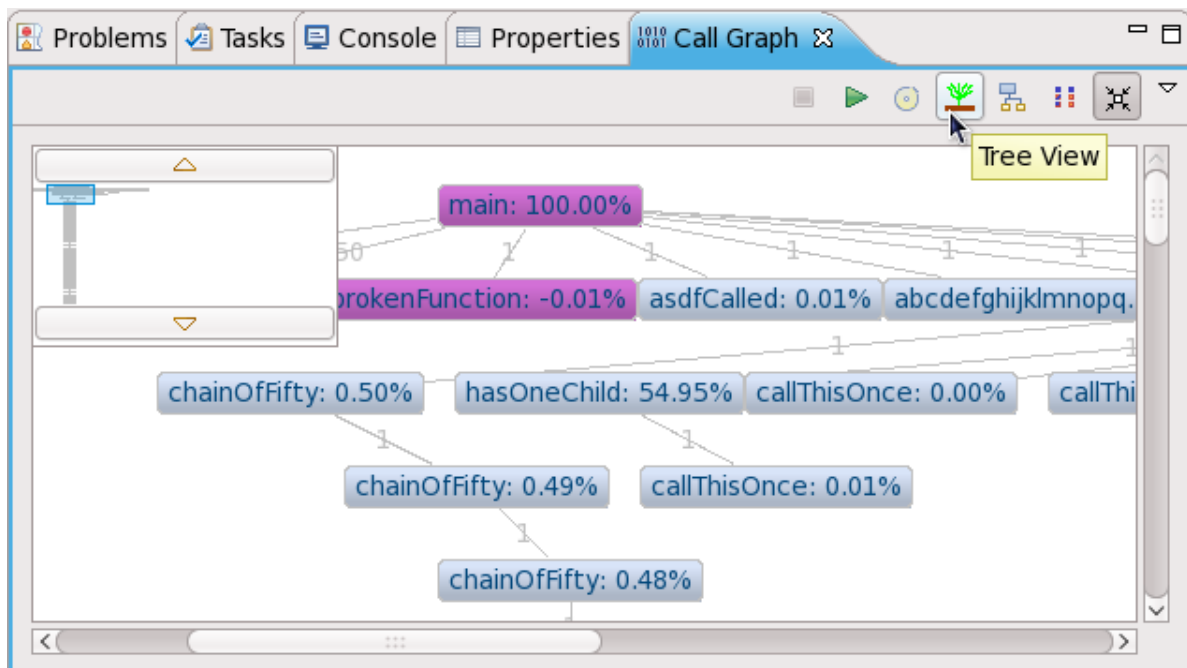 Problems Tasks Console Properties Call Graph
Tree View
main: 100.00%
50 1 1 1 1 1
brokenFunction: -0.01% asdfCalled: 0.01% abcdefghijklmnopq.
1 1
chainOfFifty: 0.50% hasOneChild: 54.95% callThisOnce: 0.00% callThi
1 1
chainOfFifty: 0.49% callThisOnce: 0.01%
1
chainOfFifty: 0.48%